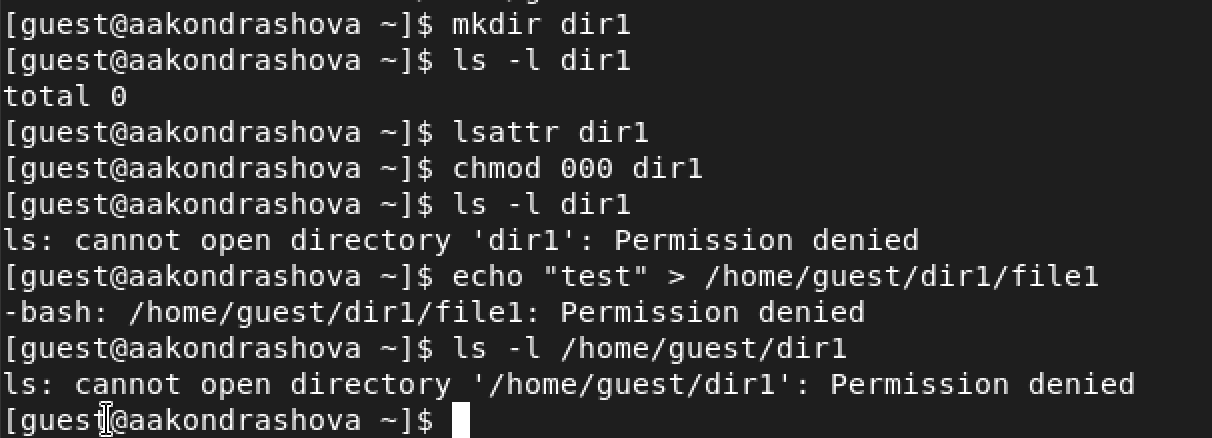 [guest@aakondrashova ~]$ mkdir dir1
[guest@aakondrashova ~]$ ls -l dir1
total 0
[guest@aakondrashova ~]$ lsattr dir1
[guest@aakondrashova ~]$ chmod 000 dir1
[guest@aakondrashova ~]$ ls -l dir1
ls: cannot open directory 'dir1': Permission denied
[guest@aakondrashova ~]$ echo "test" > /home/guest/dir1/file1
-bash: /home/guest/dir1/file1: Permission denied
[guest@aakondrashova ~]$ ls -l /home/guest/dir1
ls: cannot open directory '/home/guest/dir1': Permission denied
[guest@aakondrashova ~]$